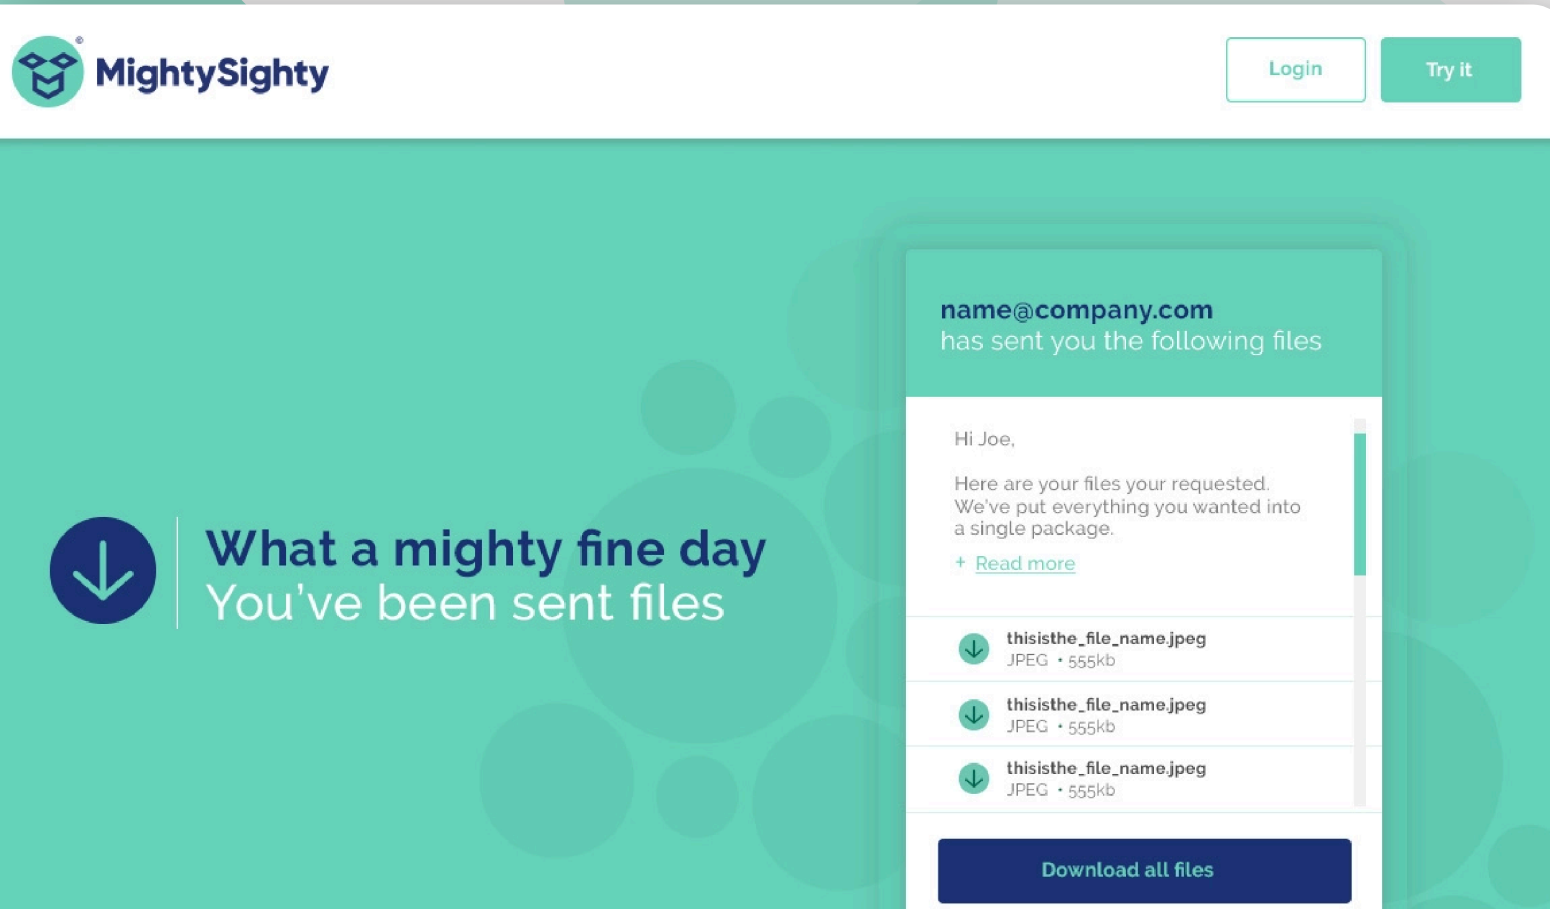 MightySighty
©
Login
Try it
What a mighty fine day
You've been sent files
name@company.com
has sent you the following files
Hi Joe,
Here are your files your requested.
We've put everything you wanted into
a single package.
+ Read more
thisisthe_file_name.jpeg
JPEG • 555kb
thisisthe_file_name.jpeg
JPEG • 555kb
thisisthe_file_name.jpeg
JPEG • 555kb
Download all files